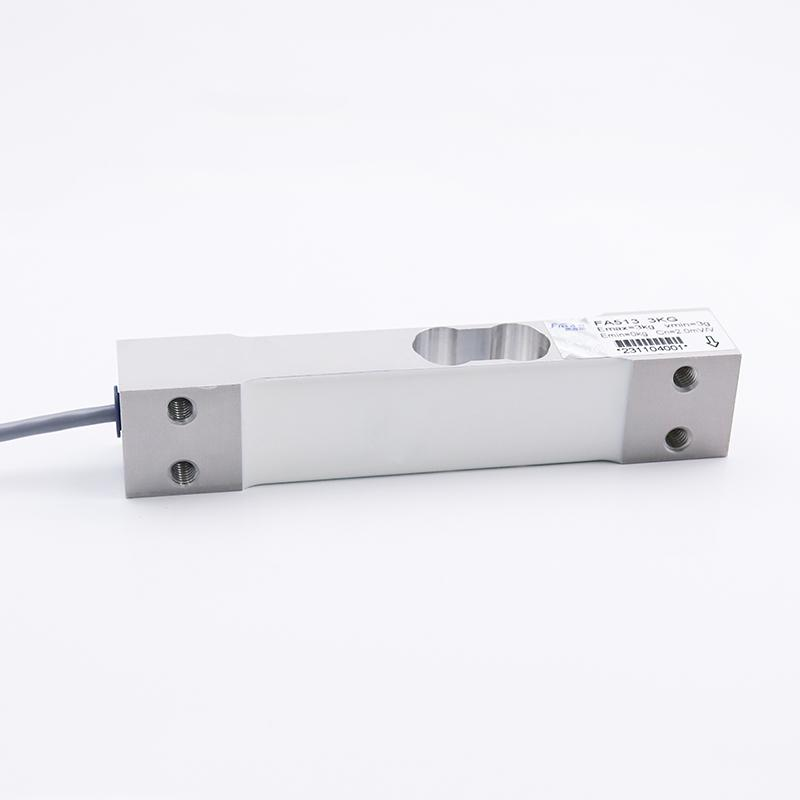 FA513 3KG
Emax=3kg vmin=3g
Emin=0kg Cn=2.0mV/V
*231104001*